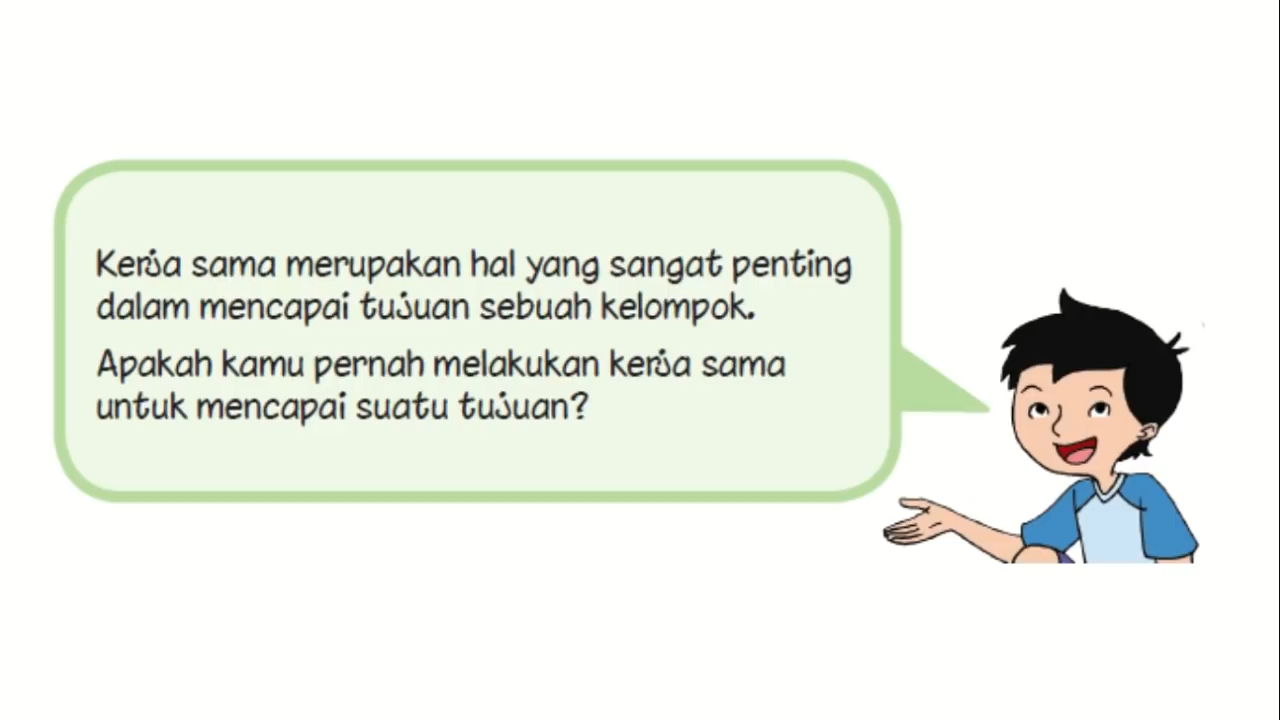 Kerja sama merupakan hal yang sangat penting
dalam mencapai tujuan sebuah kelompok.
Apakah kamu pernah melakukan kerja sama
untuk mencapai suatu tujuan?